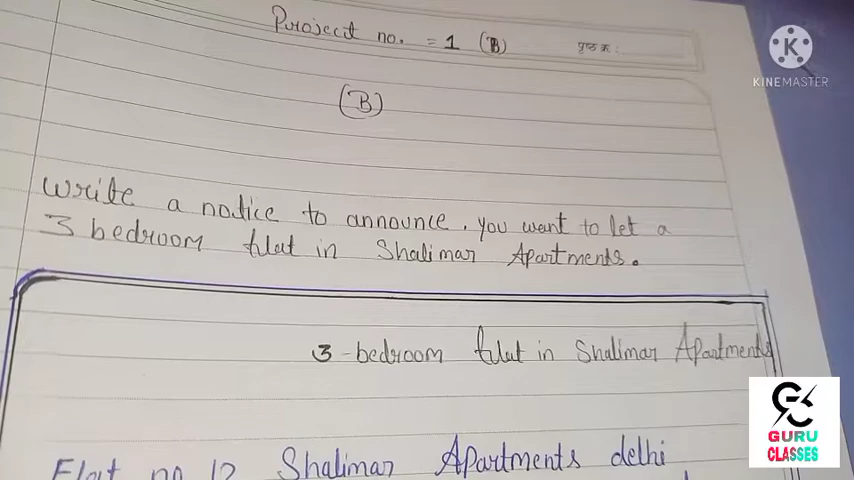 Project no. = 1 (B)
पृष्ठ क्र :
K
KINEMASTER
(B)
Write a notice to announce. you want to let a
3 bedroom flat in Shalimar Apartments.
3-bedroom flat in Shalimar Apartments
GURU
CLASSES
Flat no 12 Shalimar Apartments delhi